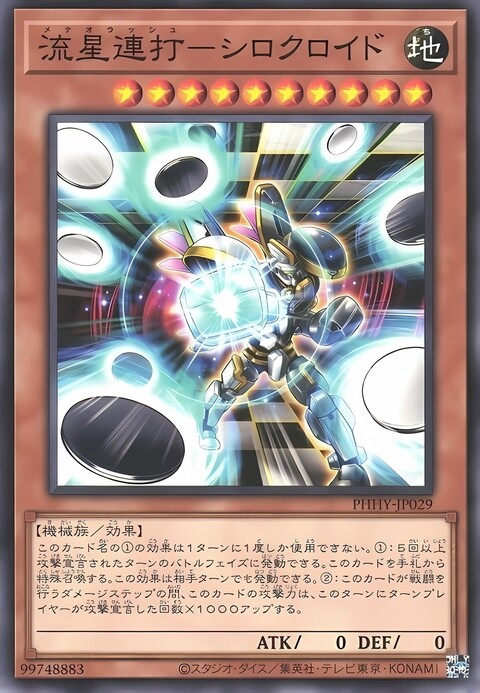 メテオラッシュ
流星連打－シロクロイド
ち
地
PHHY-JP029
【機械族／効果】
このカード名の①の効果は1ターンに1度しか使用できない。①：5回以上
攻撃宣言されたターンのバトルフェイズに発動できる。このカードを手札から
特殊召喚する。この効果は相手ターンでも発動できる。②：このカードが戦闘を
行うダメージステップの間、このカードの攻撃力は、このターンにターンプレ
イヤーが攻撃宣言した回数×1000アップする。
ATK/ 0 DEF/ 0
99748883 ©スタジオ・ダイス／集英社・テレビ東京・KONAMI